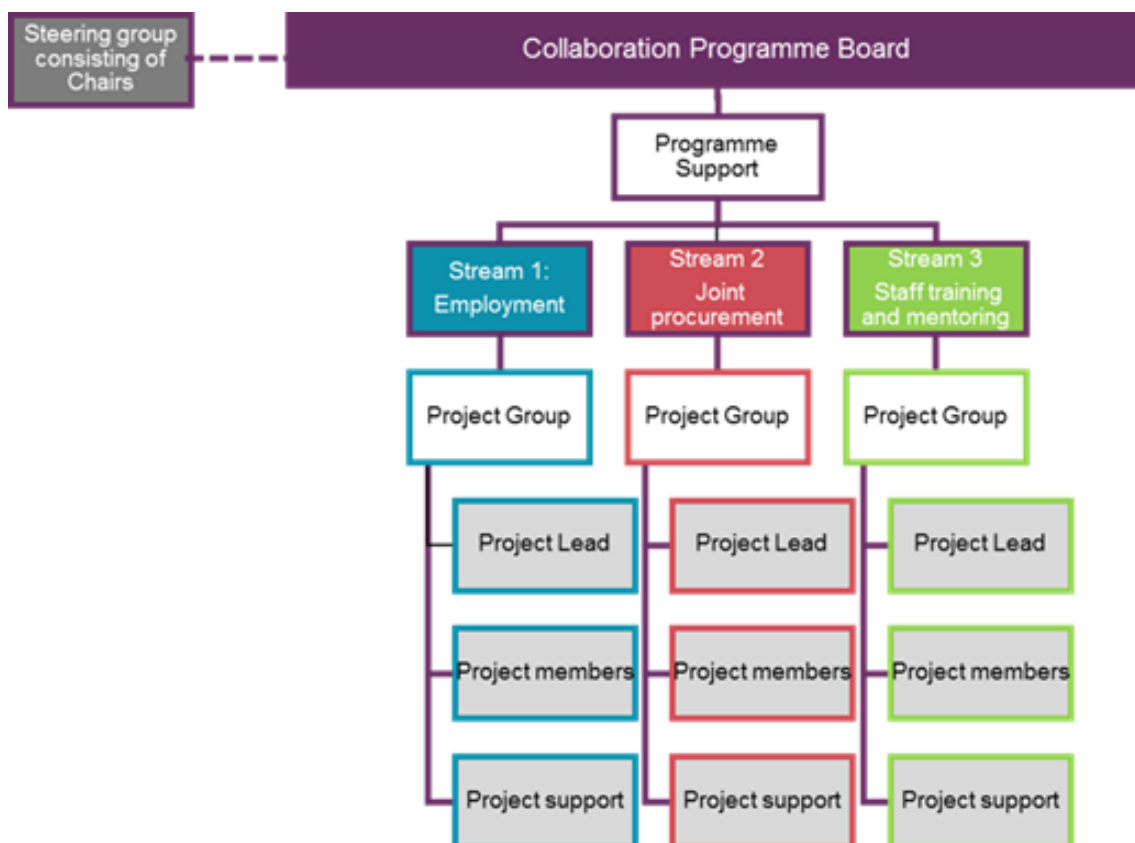 Steering group
consisting of
Chairs
Collaboration Programme Board
Programme
Support
Stream 1:
Employment
Stream 2
Joint
procurement
Stream 3
Staff training
and mentoring
Project Group
Project Group
Project Group
Project Lead
Project Lead
Project Lead
Project members
Project members
Project members
Project support
Project support
Project support